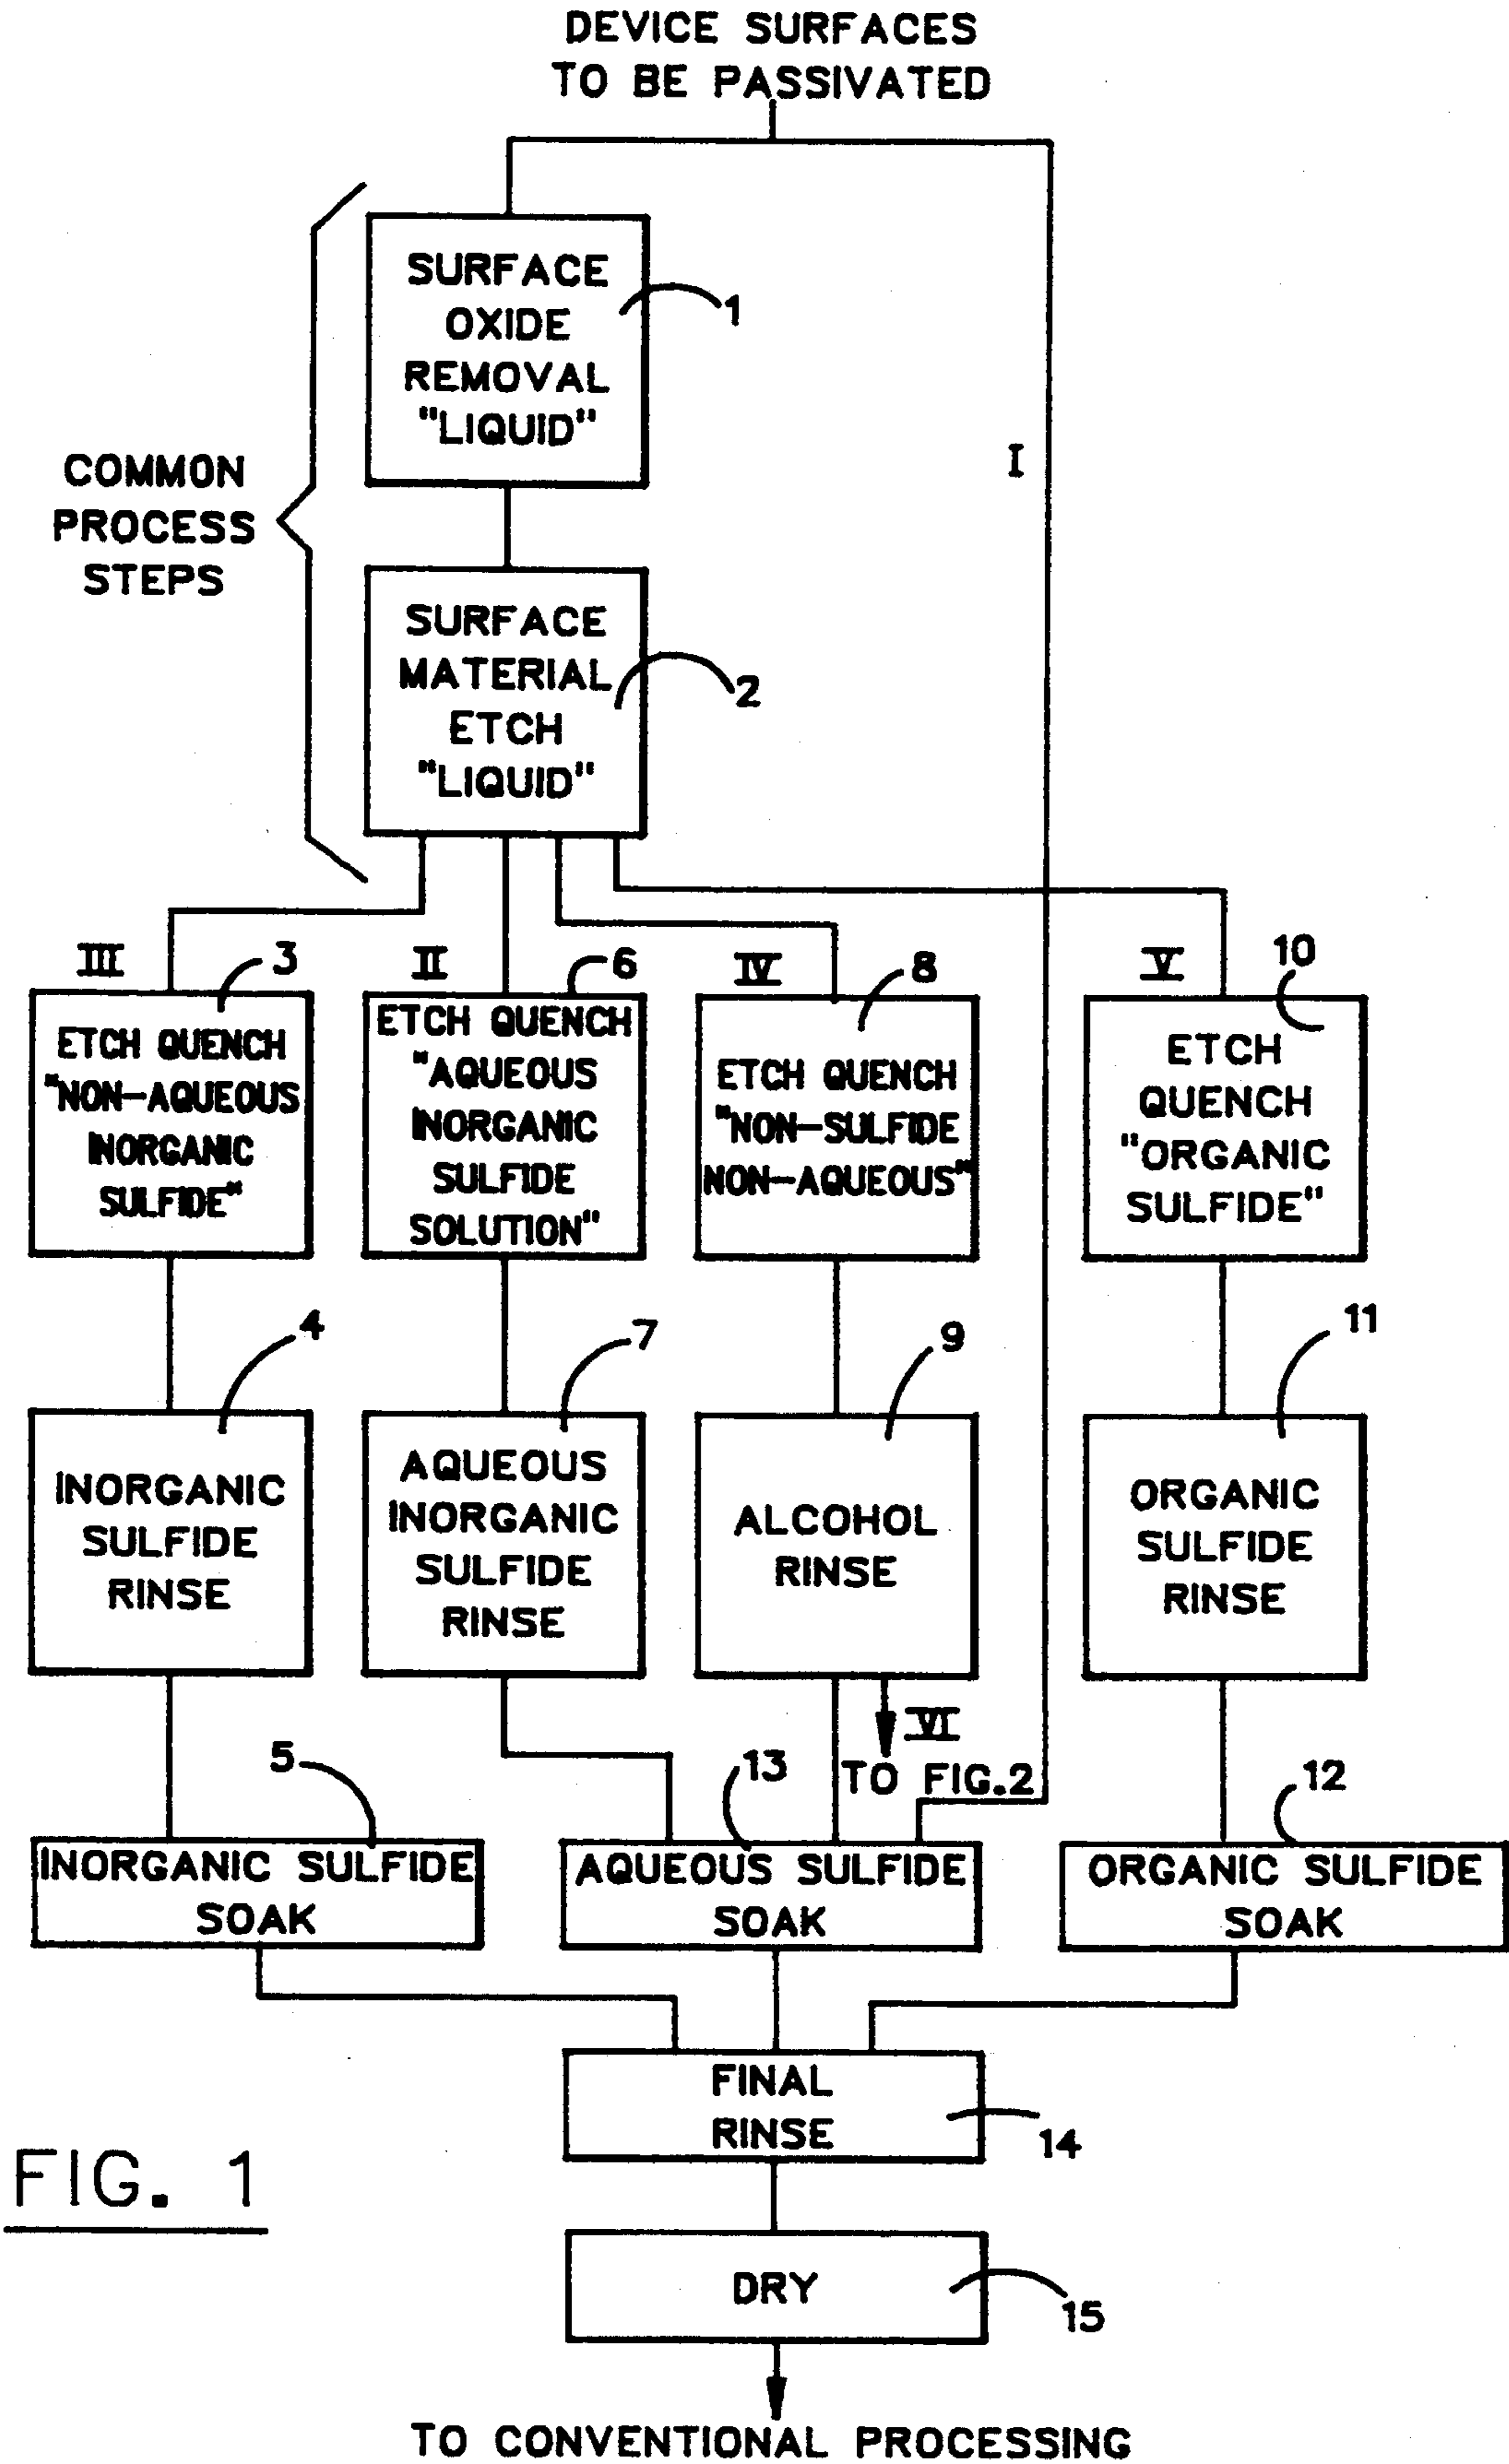 DEVICE SURFACES
TO BE PASSIVATED
SURFACE
OXIDE
REMOVAL
"LIQUID"
1
I
COMMON
PROCESS
STEPS
SURFACE
MATERIAL
ETCH
"LIQUID"
2
III
3
ETCH QUENCH
"NON-AQUEOUS
INORGANIC
SULFIDE"
II
6
ETCH QUENCH
"AQUEOUS
INORGANIC
SULFIDE
SOLUTION"
IV
8
ETCH QUENCH
"NON-SULFIDE
NON-AQUEOUS"
V
10
ETCH
QUENCH
"ORGANIC
SULFIDE"
4
INORGANIC
SULFIDE
RINSE
7
AQUEOUS
INORGANIC
SULFIDE
RINSE
9
ALCOHOL
RINSE
11
ORGANIC
SULFIDE
RINSE
VI
TO FIG.2
5
INORGANIC SULFIDE
SOAK
13
AQUEOUS SULFIDE
SOAK
12
ORGANIC SULFIDE
SOAK
FINAL
RINSE
14
FIG. 1
DRY
15
TO CONVENTIONAL PROCESSING